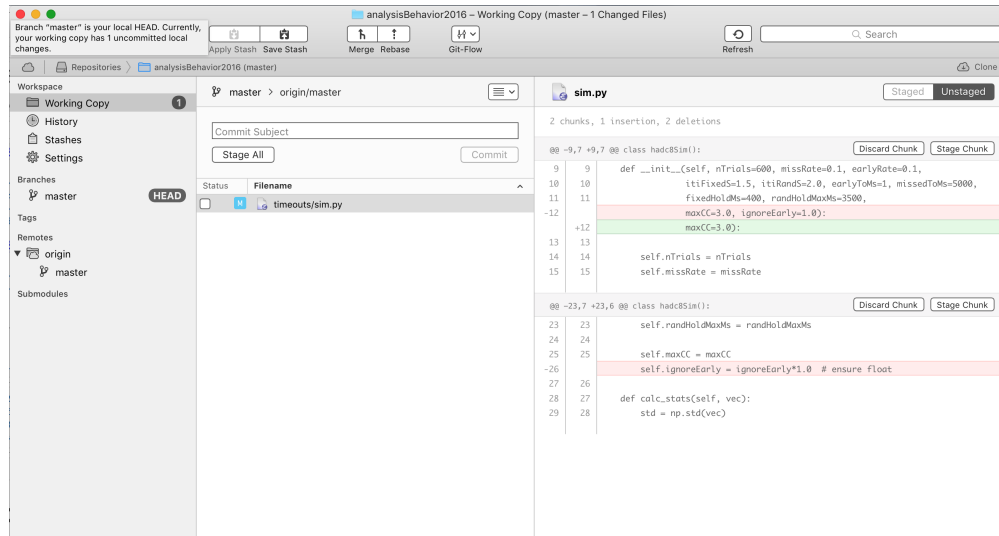 analysisBehavior2016 – Working Copy (master – 1 Changed Files)
Branch "master" is your local HEAD. Currently,
your working copy has 1 uncommitted local
changes.
Apply Stash Save Stash Merge Rebase Git-Flow Refresh
Search
Repositories analysisBehavior2016 (master) Clone
Workspace
Working Copy 1
History
Stashes
Settings
Branches
master HEAD
Tags
Remotes
origin
master
Submodules
master > origin/master
Commit Subject
Stage All Commit
Status Filename
M timeouts/sim.py
sim.py Staged Unstaged
2 chunks, 1 insertion, 2 deletions
@@ -9,7 +9,7 @@ class hadc8Sim(): Discard Chunk Stage Chunk
9 9 def __init__(self, nTrials=600, missRate=0.1, earlyRate=0.1,
10 10 itiFixedS=1.5, itiRandS=2.0, earlyToMs=1, missedToMs=5000,
11 11 fixedHoldMs=400, randHoldMaxMs=3500,
-12 maxCC=3.0, ignoreEarly=1.0):
+12 maxCC=3.0):
13 13
14 14 self.nTrials = nTrials
15 15 self.missRate = missRate
@@ -23,7 +23,6 @@ class hadc8Sim(): Discard Chunk Stage Chunk
23 23 self.randHoldMaxMs = randHoldMaxMs
24 24
25 25 self.maxCC = maxCC
-26 self.ignoreEarly = ignoreEarly*1.0 # ensure float
27 26
28 27 def calc_stats(self, vec):
29 28 std = np.std(vec)